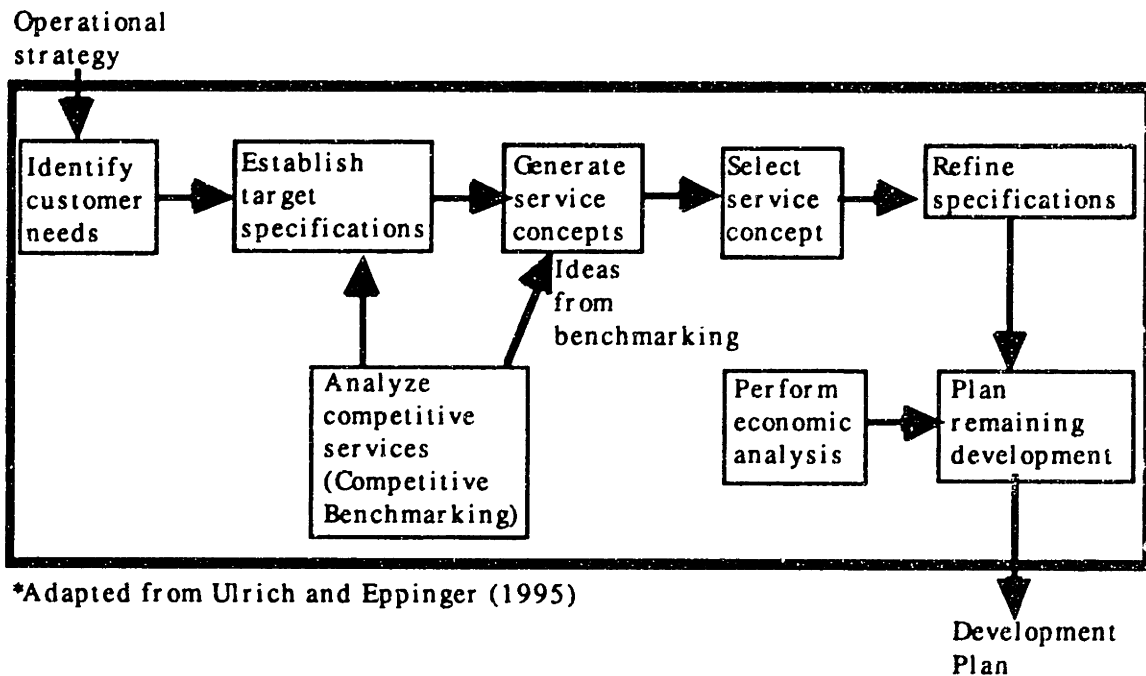 Operational
strategy
Identify
customer
needs
Establish
target
specifications
Generate
service
concepts
Select
service
concept
Refine
specifications
Ideas
from
benchmarking
Analyze
competitive
services
(Competitive
Benchmarking)
Perform
economic
analysis
Plan
remaining
development
*Adapted from Ulrich and Eppinger (1995)
Development
Plan